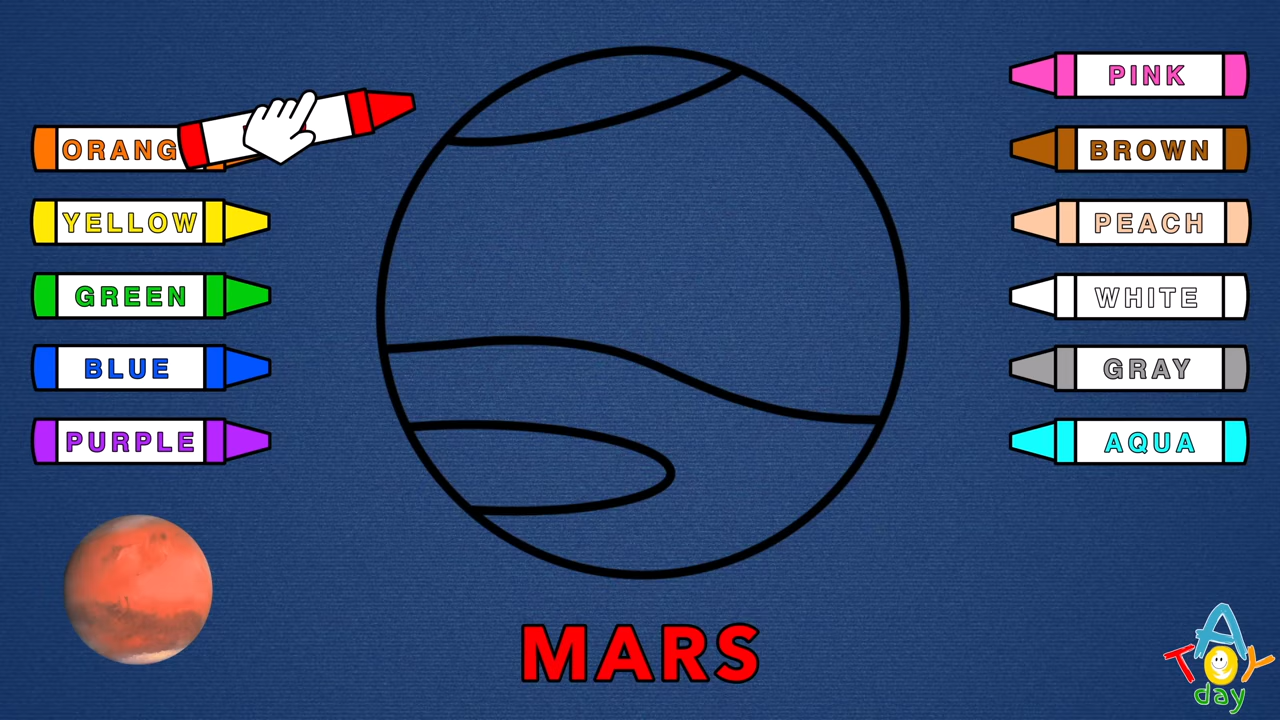 ORANG
YELLOW
GREEN
BLUE
PURPLE
PINK
BROWN
PEACH
WHITE
GRAY
AQUA
MARS
A
TOY
day